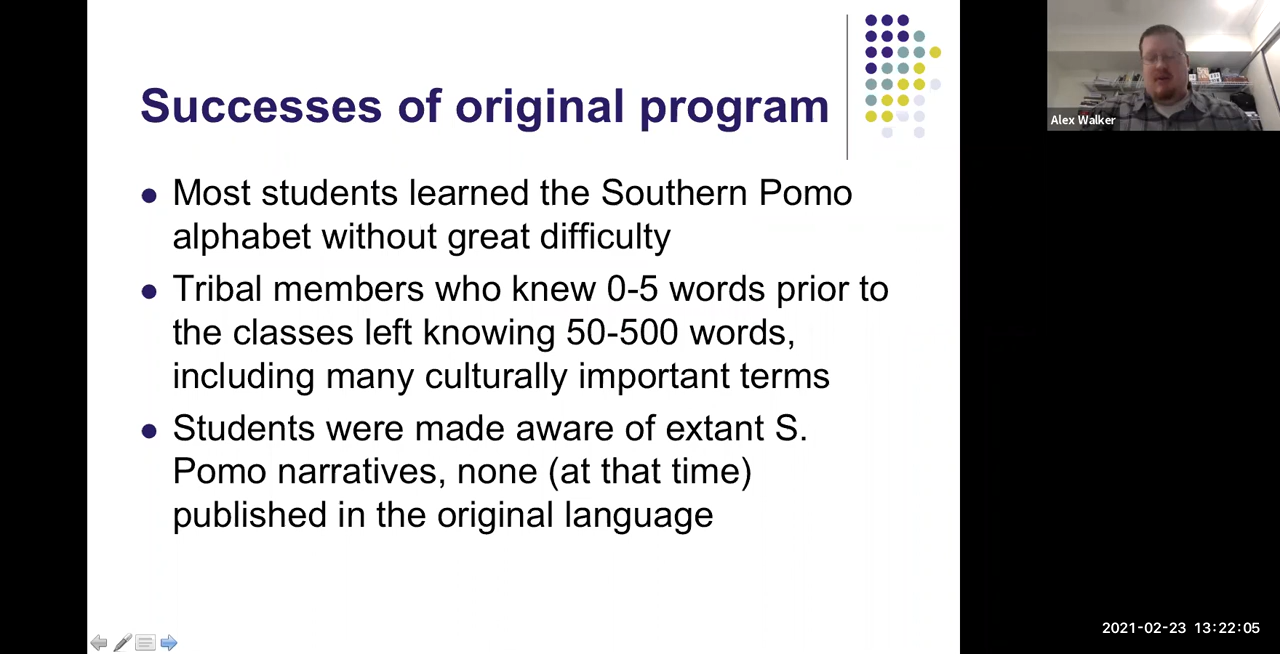 Successes of original program
Most students learned the Southern Pomo
alphabet without great difficulty
Tribal members who knew 0-5 words prior to
the classes left knowing 50-500 words,
including many culturally important terms
Students were made aware of extant S.
Pomo narratives, none (at that time)
published in the original language
Alex Walker
2021-02-23 13:22:05